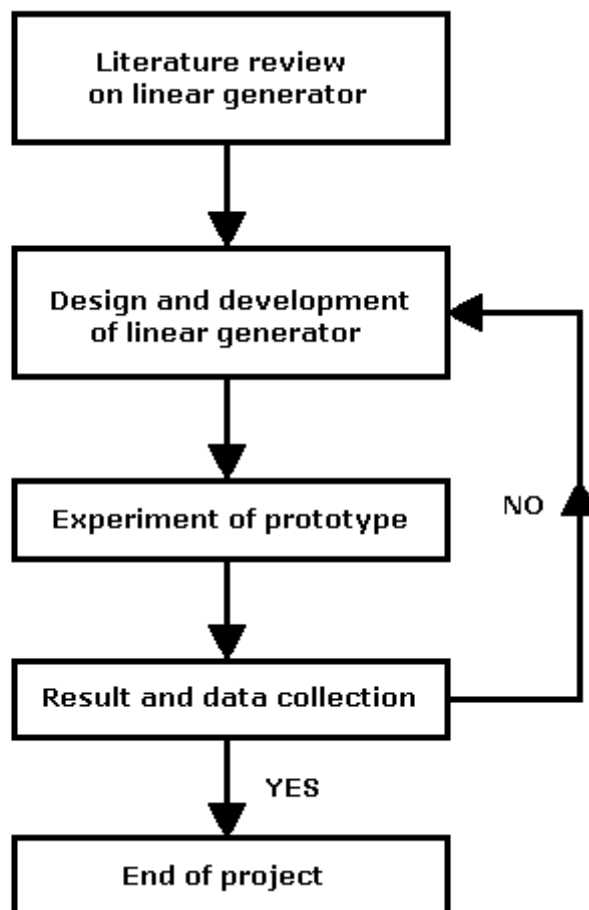 Literature review
on linear generator
Design and development
of linear generator
Experiment of prototype
NO
Result and data collection
YES
End of project